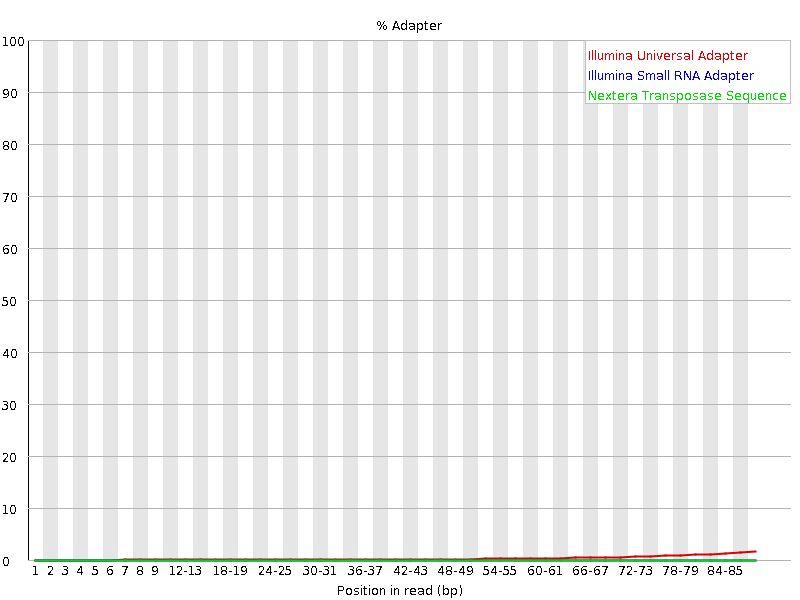 % Adapter
100
Illumina Universal Adapter
Illumina Small RNA Adapter
Nextera Transposase Sequence
90
80
70
60
50
40
30
20
10
0
1 2 3 4 5 6 7 8 9 12-13 18-19 24-25 30-31 36-37 42-43 48-49 54-55 60-61 66-67 72-73 78-79 84-85
Position in read (bp)